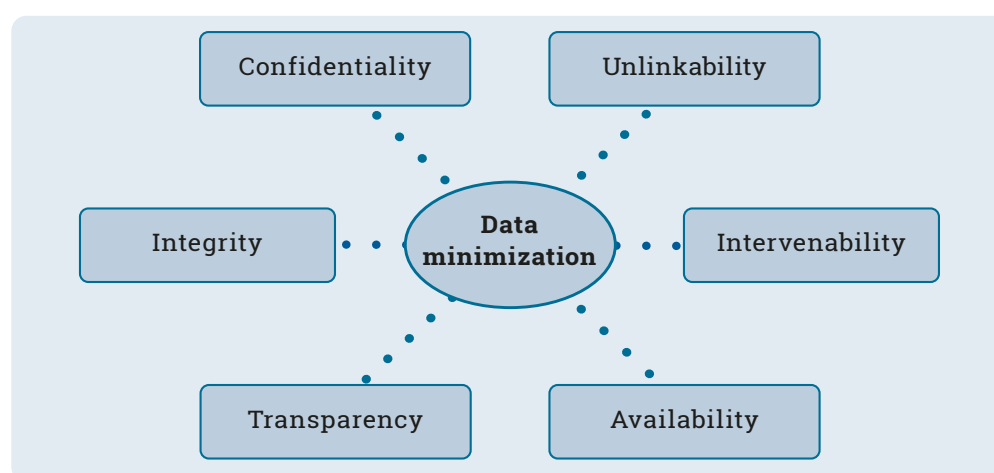 Confidentiality
Unlinkability
Data
minimization
Integrity
Intervenability
Transparency
Availability